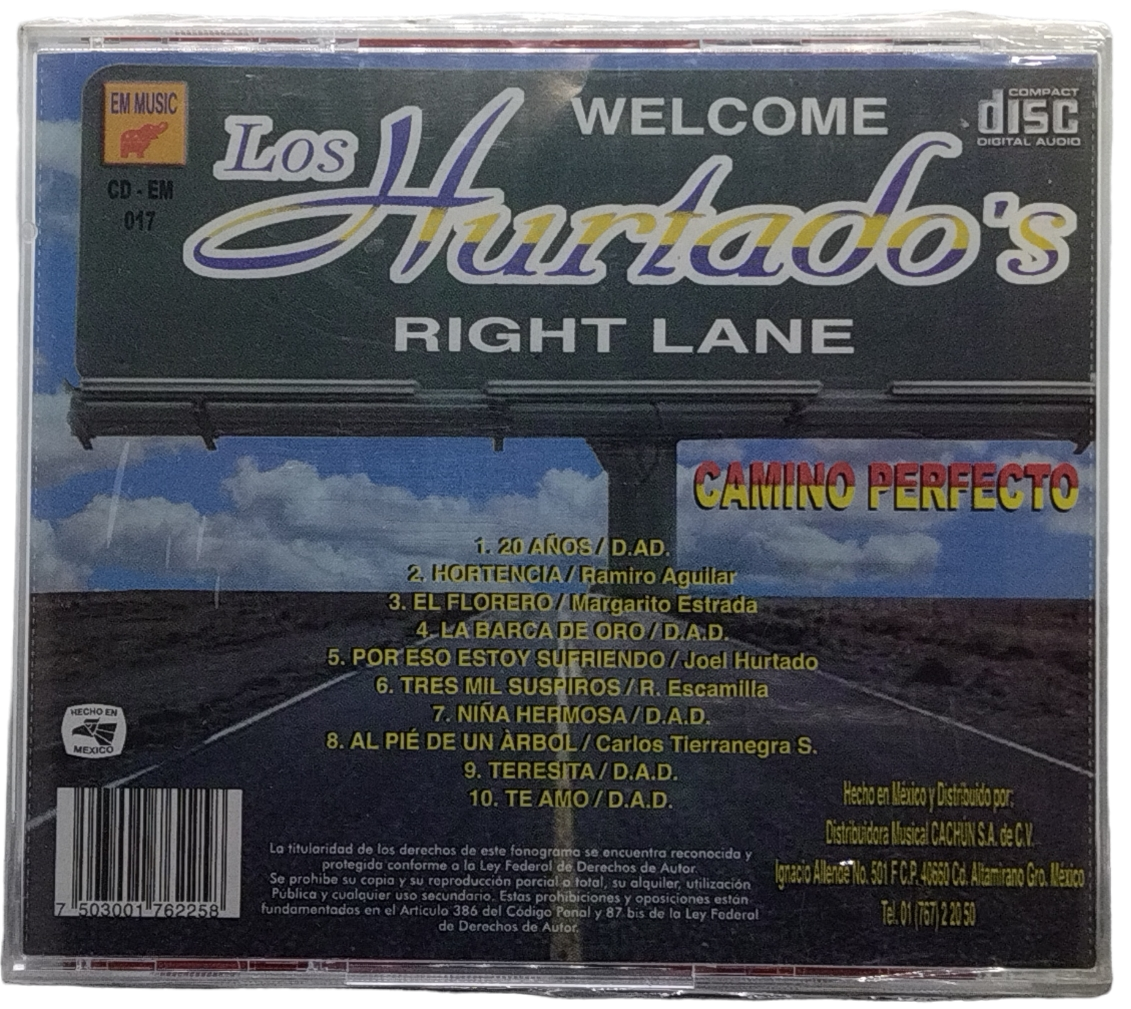 EM MUSIC
CD - EM
017
WELCOME
COMPACT
disc
DIGITAL AUDIO
Los
Hurtado's
RIGHT LANE
CAMINO PERFECTO
1. 20 AÑOS / D.AD.
2. HORTENCIA / Ramiro Aguilar
3. EL FLORERO / Margarito Estrada
4. LA BARCA DE ORO / D.A.D.
5. POR ESO ESTOY SUFRIENDO / Joel Hurtado
6. TRES MIL SUSPIROS / R. Escamilla
7. NIÑA HERMOSA / D.A.D.
8. AL PIÉ DE UN ÀRBOL / Carlos Tierranegra S.
9. TERESITA / D.A.D.
10. TE AMO / D.A.D.
HECHO EN
MEXICO
7 503001 762258
La titularidad de los derechos de este fonograma se encuentra reconocida y
protegida conforme a la Ley Federal de Derechos de Autor.
Se prohibe su copia y su reproducción parcial o total, su alquiler, utilización
Pública y cualquier uso secundario. Estas prohibiciones y oposiciones están
fundamentadas en el Artículo 386 del Código Penal y 87 bis de la Ley Federal
de Derechos de Autor.
Hecho en México y Distribuido por:
Distribuidora Musical CACHÚN S.A. de C.V.
Ignacio Allende No. 501 F C.P. 40660 Cd. Altamirano Gro. México
Tel. 01 (767) 2 20 50